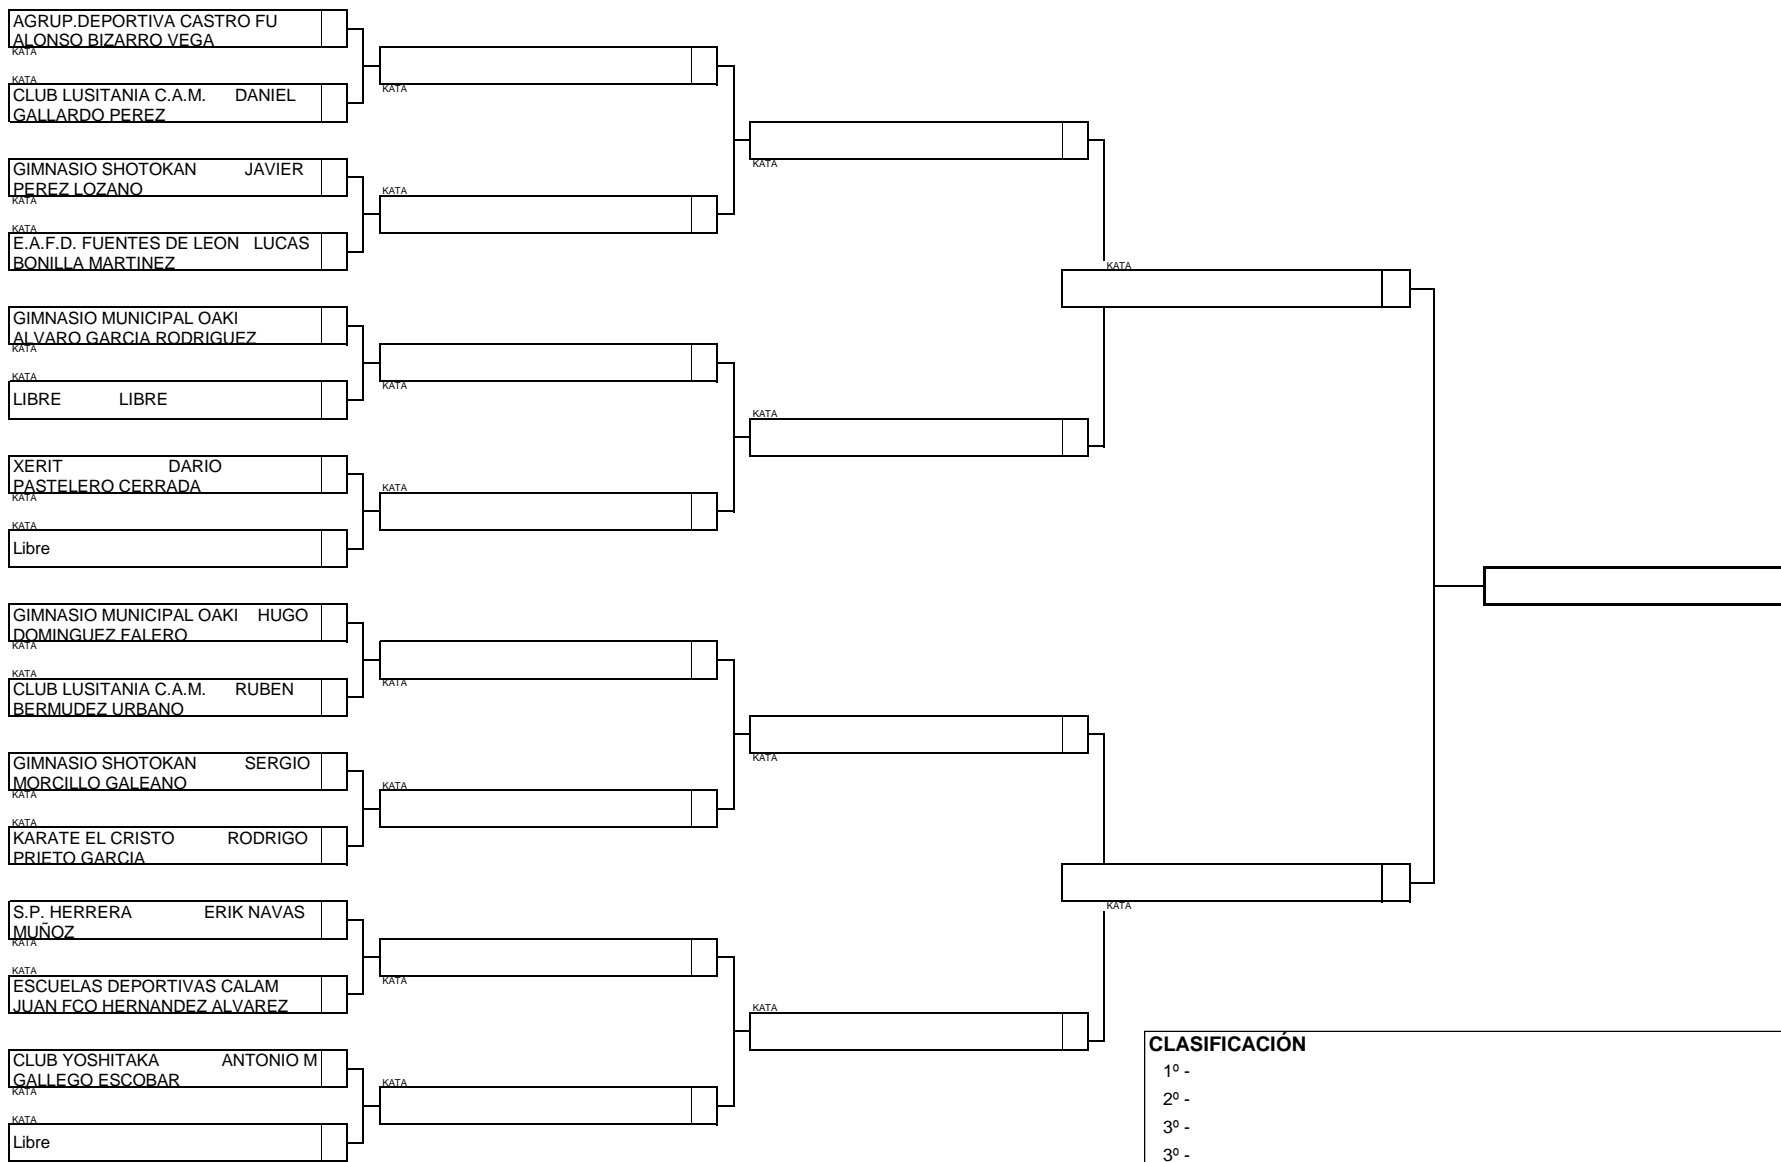 AGRUP.DEPORTIVA CASTRO FU
ALONSO BIZARRO VEGA
KATA
KATA
CLUB LUSITANIA C.A.M. DANIEL
GALLARDO PEREZ
KATA
GIMNASIO SHOTOKAN JAVIER
PEREZ LOZANO
KATA
KATA
E.A.F.D. FUENTES DE LEON LUCAS
BONILLA MARTINEZ
KATA
KATA
GIMNASIO MUNICIPAL OAKI
ALVARO GARCIA RODRIGUEZ
KATA
KATA
LIBRE LIBRE
KATA
XERIT DARIO
PASTELERO CERRADA
KATA
KATA
Libre
KATA
KATA
KATA
GIMNASIO MUNICIPAL OAKI HUGO
DOMINGUEZ FALERO
KATA
KATA
CLUB LUSITANIA C.A.M. RUBEN
BERMUDEZ URBANO
KATA
GIMNASIO SHOTOKAN SERGIO
MORCILLO GALEANO
KATA
KATA
KARATE EL CRISTO RODRIGO
PRIETO GARCIA
KATA
KATA
S.P. HERRERA ERIK NAVAS
MUÑOZ
KATA
KATA
ESCUELAS DEPORTIVAS CALAM
JUAN FCO HERNANDEZ ALVAREZ
KATA
CLUB YOSHITAKA ANTONIO M
GALLEGO ESCOBAR
KATA
KATA
Libre
KATA
KATA
KATA
CLASIFICACIÓN
1º -
2º -
3º -
3º -